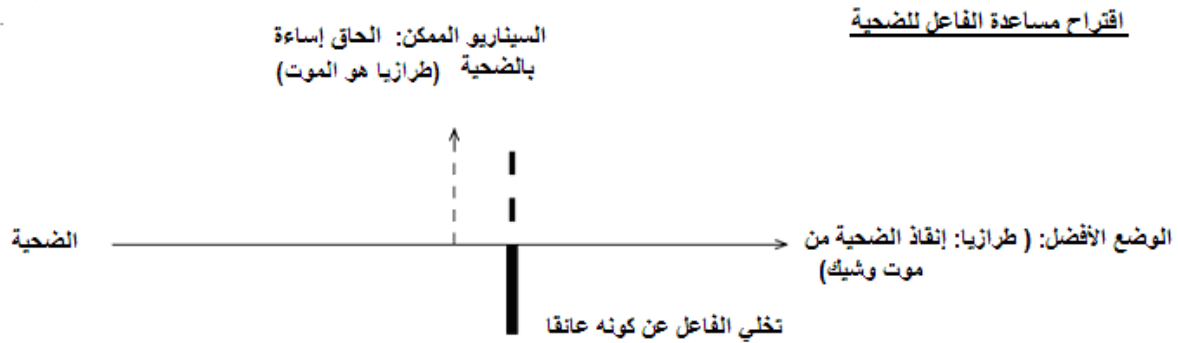 اقتراح مساعدة الفاعل للضحية
السيناريو الممكن: الحاق إساءة
بالضحية (طرازيا هو الموت)
الضحية
الوضع الأفضل: ( طرازيا: إنقاذ الضحية من
موت وشيك)
تخلي الفاعل عن كونه عائقا